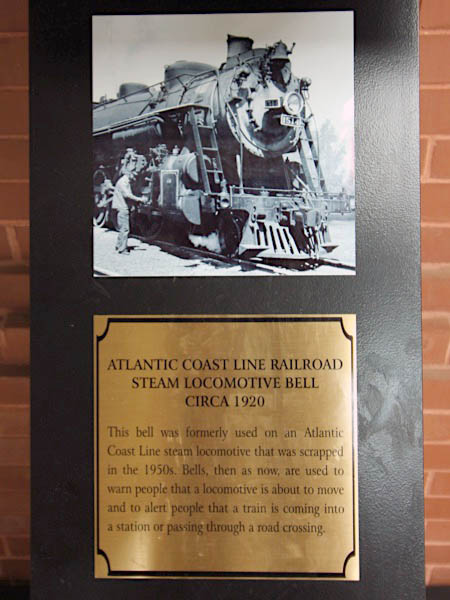 ATLANTIC COAST LINE RAILROAD
STEAM LOCOMOTIVE BELL
CIRCA 1920
This bell was formerly used on an Atlantic
Coast Line steam locomotive that was scrapped
in the 1950s. Bells, then as now, are used to
warn people that a locomotive is about to move
and to alert people that a train is coming into
a station or passing through a road crossing.